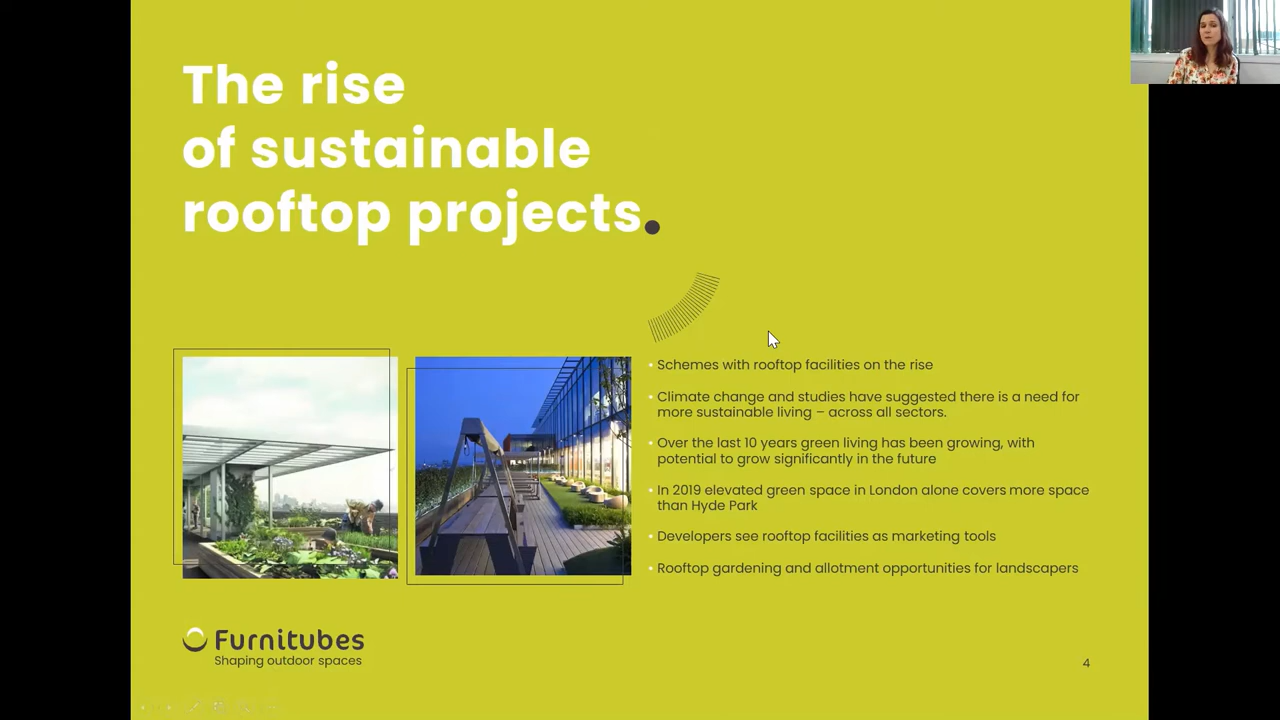 The rise
of sustainable
rooftop projects.
• Schemes with rooftop facilities on the rise
• Climate change and studies have suggested there is a need for
more sustainable living – across all sectors.
• Over the last 10 years green living has been growing, with
potential to grow significantly in the future
• In 2019 elevated green space in London alone covers more space
than Hyde Park
• Developers see rooftop facilities as marketing tools
• Rooftop gardening and allotment opportunities for landscapers
Furnitubes
Shaping outdoor spaces
4